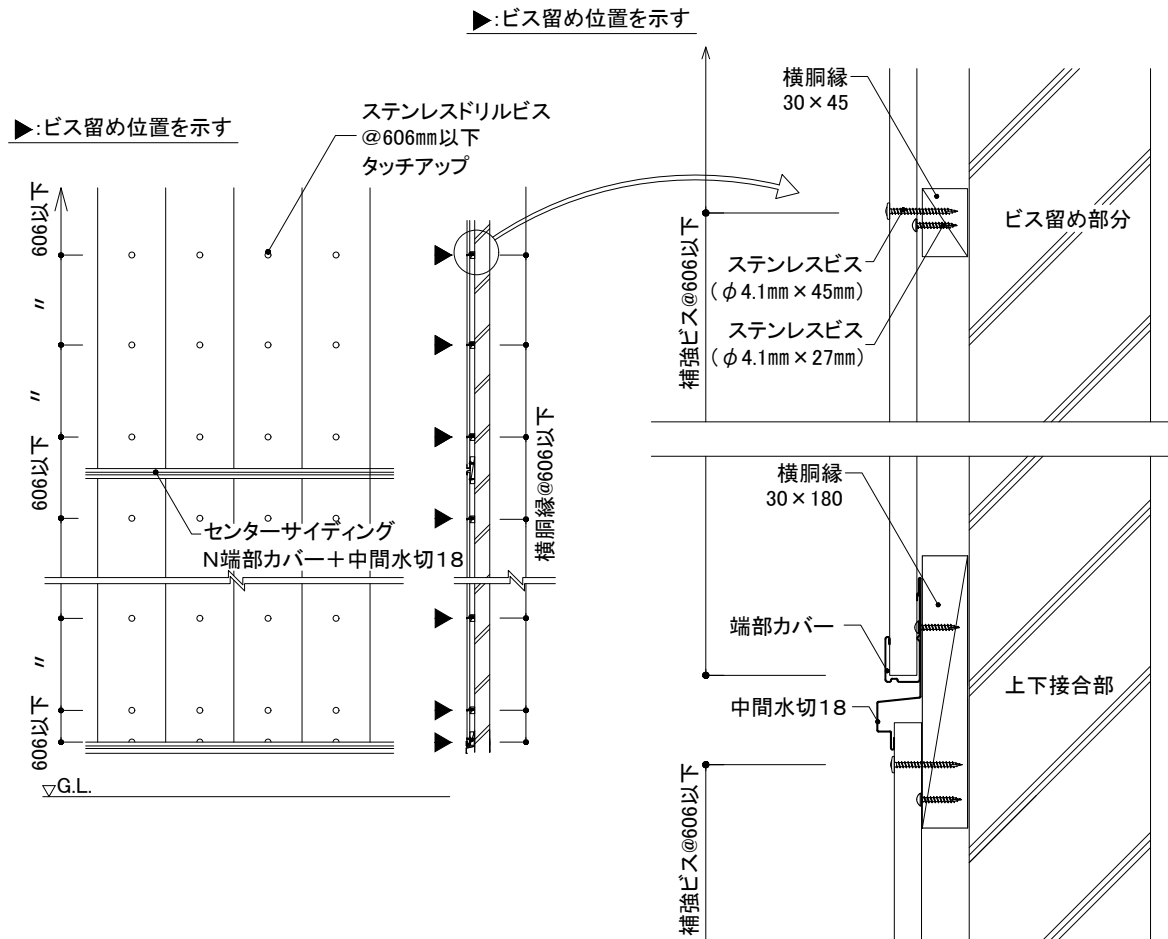 ▶:ビス留め位置を示す
▶:ビス留め位置を示す
ステンレスドリルビス
@606mm以下
タッチアップ
606以下
〃
〃
606以下
〃
606以下
センターサイディング
N端部カバー+中間水切18
横胴縁@606以下
▽G.L.
横胴縁
30×45
ビス留め部分
ステンレスビス
(φ4.1mm×45mm)
ステンレスビス
(φ4.1mm×27mm)
補強ビス@606以下
横胴縁
30×180
端部カバー
上下接合部
中間水切18
補強ビス@606以下